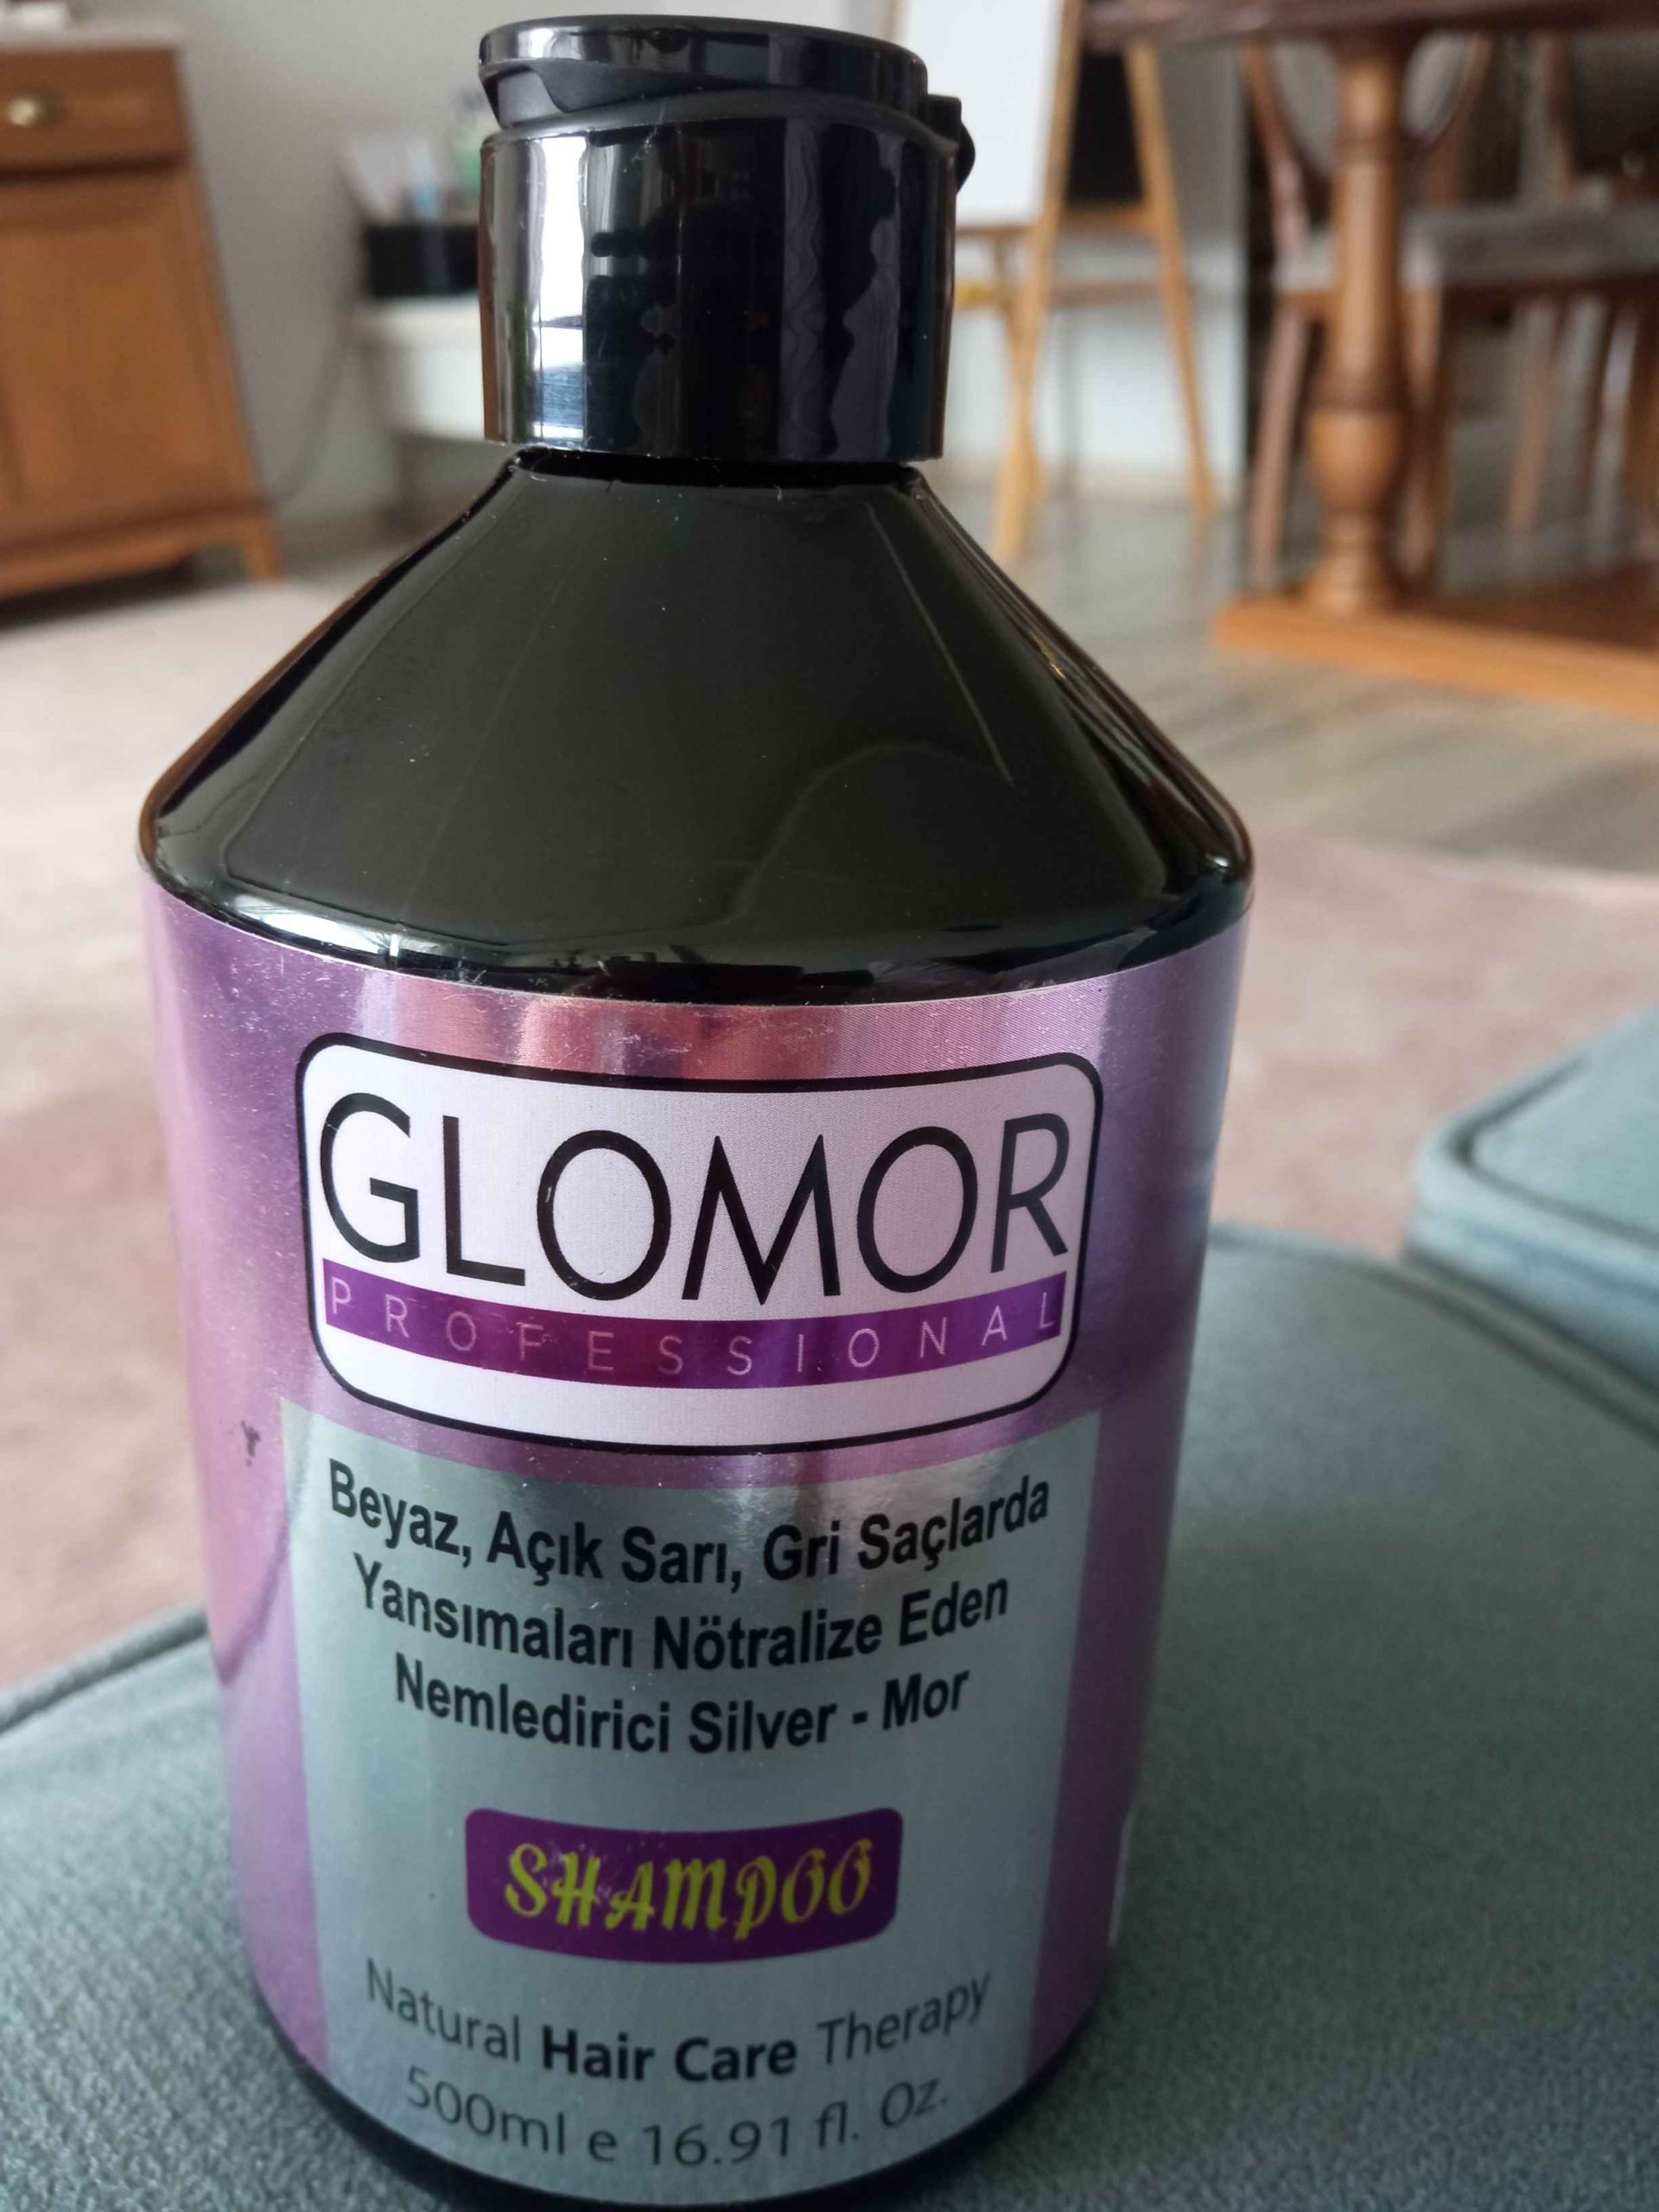 GLOMOR
PROFESSIONAL
Beyaz, Açık Sarı, Gri Saçlarda
Yansımaları Nötralize Eden
Nemledirici Silver - Mor
SHAMPOO
Natural Hair Care Therapy
500ml e 16.91 fl. Oz.